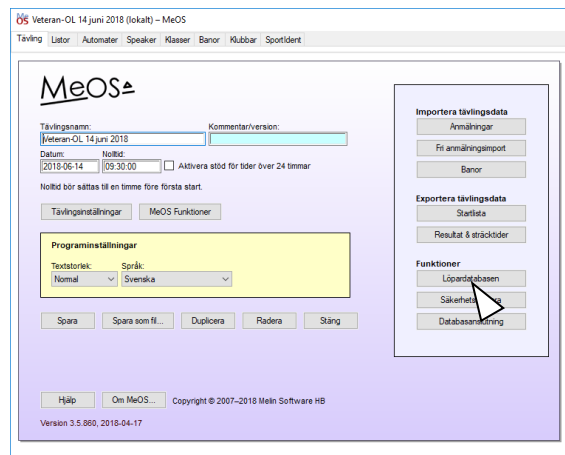 MeOS Veteran-OL 14 juni 2018 (lokalt) – MeOS
Tävling Listor Automater Speaker Klasser Banor Klubbar SportIdent
MeOS
Tävlingsnamn: Kommentar/version:
Veteran-OL 14 juni 2018
Datum: Nolltid:
2018-06-14 09:30:00 Aktivera stöd för tider över 24 timmar
Nolltid bör sättas till en timme före första start.
Tävlingsinställningar MeOS Funktioner
Programinställningar
Textstorlek: Språk:
Normal Svenska
Spara Spara som fil... Duplicera Radera Stäng
Hjälp Om MeOS... Copyright © 2007–2018 Melin Software HB
Version 3.5.860, 2018-04-17
Importera tävlingsdata
Anmälningar
Fri anmälningsimport
Banor
Exportera tävlingsdata
Startlista
Resultat & sträcktider
Funktioner
Löpardatabasen
Databasanslutning